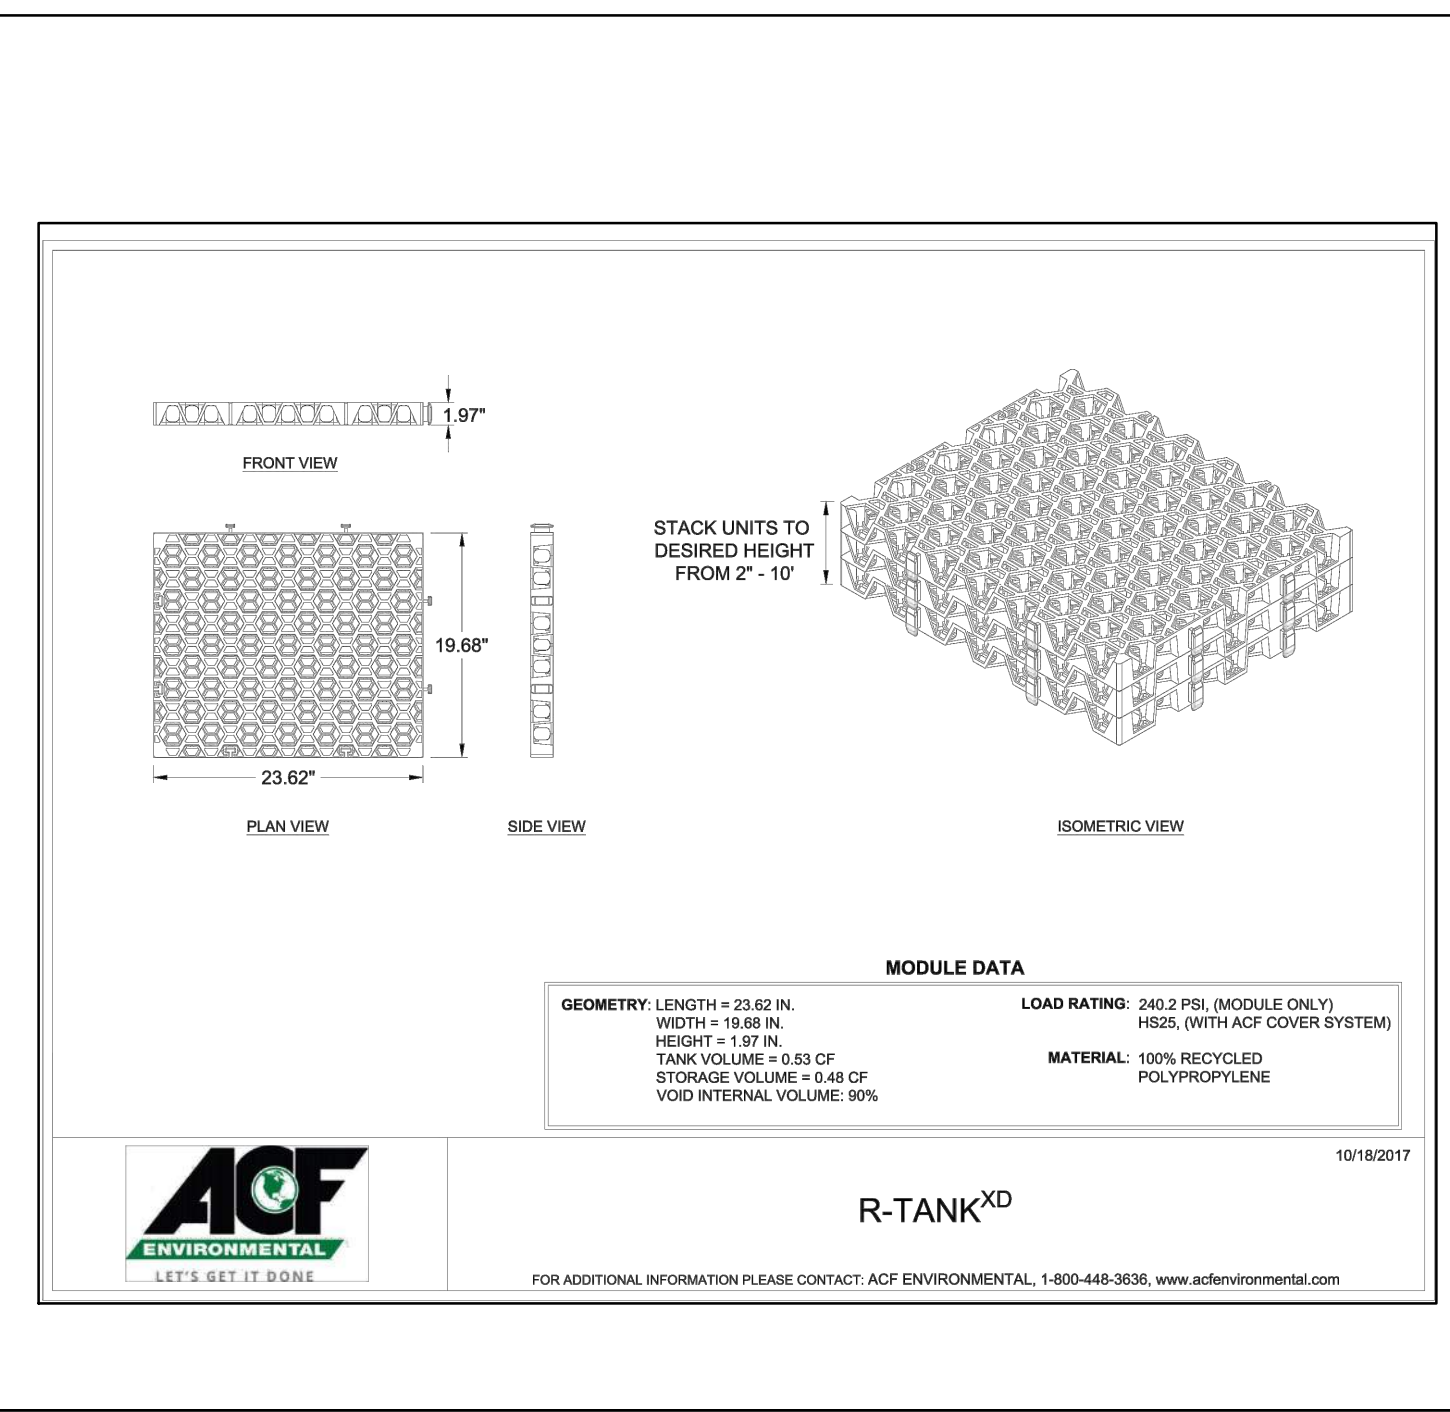 1.97"
FRONT VIEW
19.68"
23.62"
PLAN VIEW
SIDE VIEW
STACK UNITS TO
DESIRED HEIGHT
FROM 2" - 10'
ISOMETRIC VIEW
MODULE DATA
GEOMETRY: LENGTH = 23.62 IN.
WIDTH = 19.68 IN.
HEIGHT = 1.97 IN.
TANK VOLUME = 0.53 CF
STORAGE VOLUME = 0.48 CF
VOID INTERNAL VOLUME: 90%
LOAD RATING: 240.2 PSI, (MODULE ONLY)
HS25, (WITH ACF COVER SYSTEM)
MATERIAL: 100% RECYCLED
POLYPROPYLENE
ACF
ENVIRONMENTAL
LET'S GET IT DONE
10/18/2017
R-TANK XD
FOR ADDITIONAL INFORMATION PLEASE CONTACT: ACF ENVIRONMENTAL, 1-800-448-3636, www.acfenvironmental.com